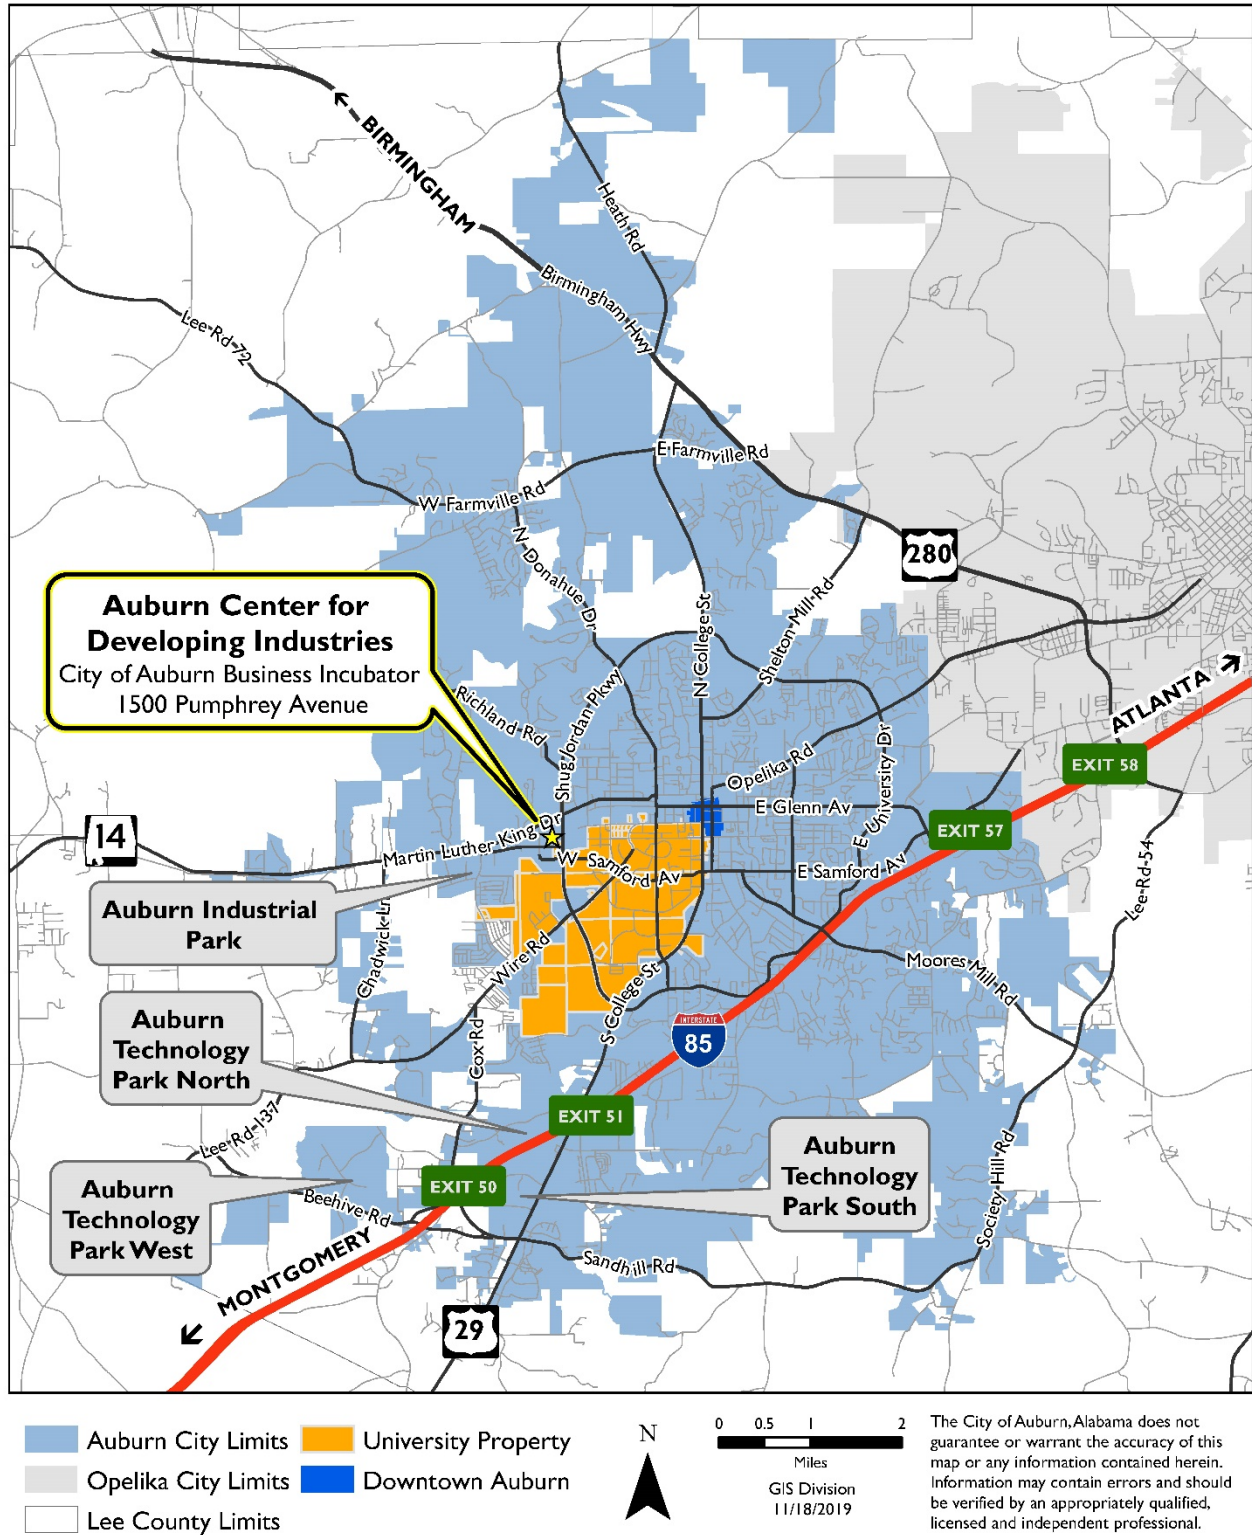 BIRMINGHAM
Heath Rd
Birmingham Hwy
Lee Rd 72
E Farmville Rd
W Farmville Rd
N Donahue Dr
280
N College St
Shelton Mill Rd
Auburn Center for
Developing Industries
City of Auburn Business Incubator
1500 Pumphrey Avenue
Richland Rd
Shug Jordan Pkwy
ATLANTA
Opelika Rd
E University Dr
EXIT 58
E Glenn Av
EXIT 57
14
Martin Luther King Dr
W Samford Av
E Samford Av
Lee Rd 54
Auburn Industrial
Park
Chadwick Ln
Wire Rd
Moores Mill Rd
S College St
Auburn
Technology
Park North
INTERSTATE
85
Cox Rd
EXIT 51
Lee Rd 137
Auburn
Technology
Park South
Society Hill Rd
Auburn
Technology
Park West
Beehive Rd
EXIT 50
MONTGOMERY
Sandhill Rd
29
Auburn City Limits
University Property
Opelika City Limits
Downtown Auburn
Lee County Limits
N
0 0.5 1 2
Miles
GIS Division
11/18/2019
The City of Auburn, Alabama does not
guarantee or warrant the accuracy of this
map or any information contained herein.
Information may contain errors and should
be verified by an appropriately qualified,
licensed and independent professional.